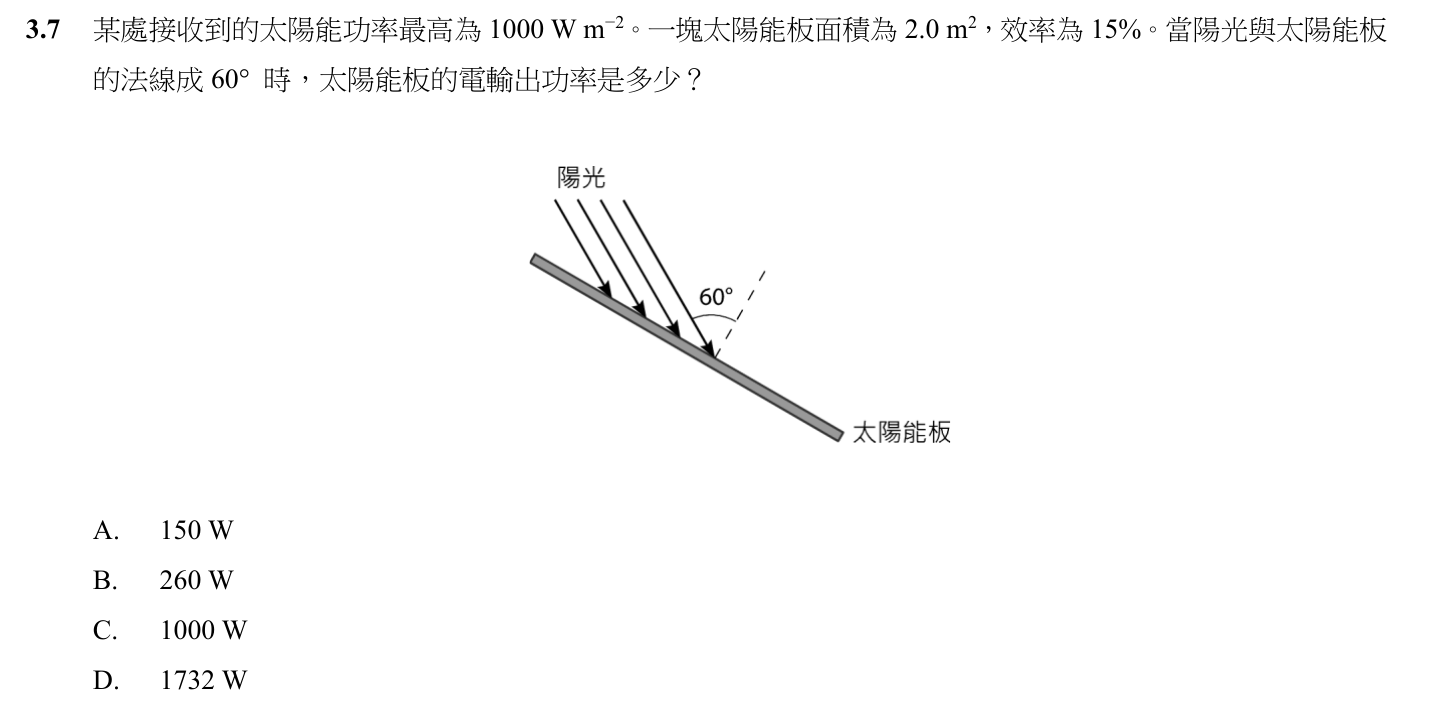 3.7 某處接收到的太陽能功率最高為 1000 W m⁻²。一塊太陽能板面積為 2.0 m²，效率為 15%。當陽光與太陽能板
的法線成 60° 時，太陽能板的電輸出功率是多少？
陽光
60°
太陽能板
A. 150 W
B. 260 W
C. 1000 W
D. 1732 W